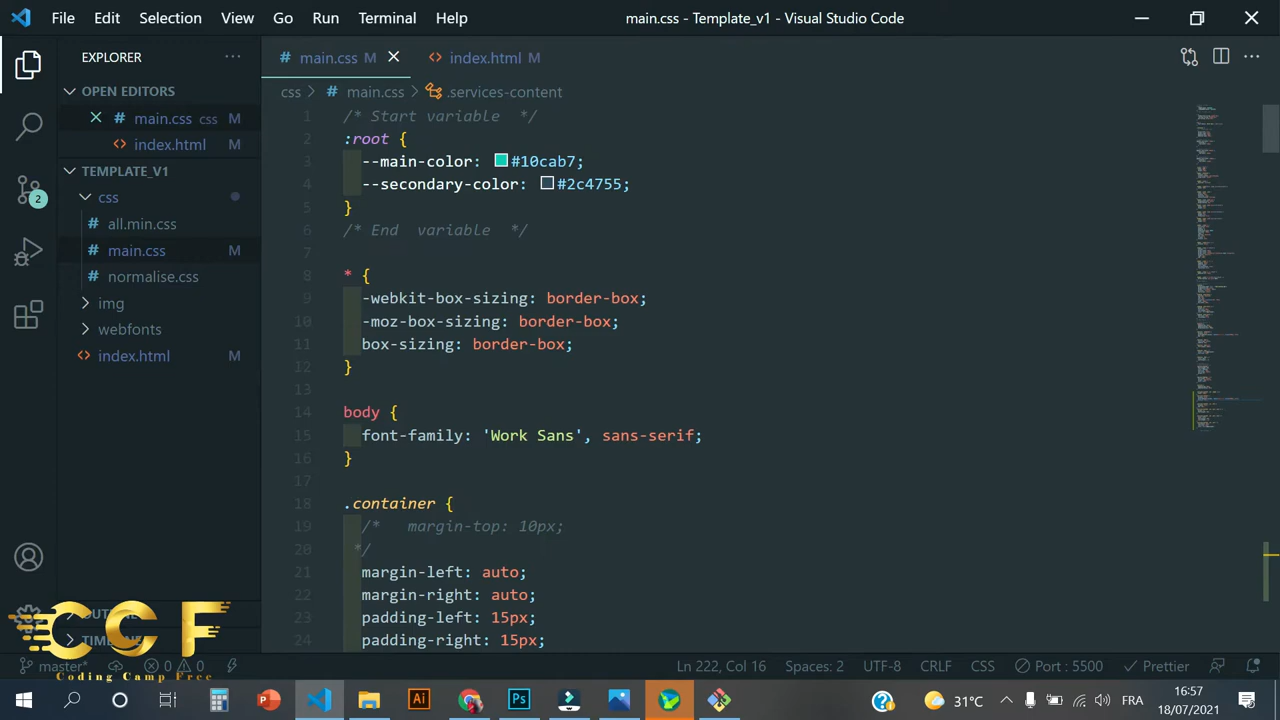 File Edit Selection View Go Run Terminal Help
main.css - Template_v1 - Visual Studio Code
EXPLORER
OPEN EDITORS
main.css css M
index.html M
TEMPLATE_V1
css
all.min.css
main.css M
normalise.css
img
webfonts
index.html M
2
main.css M
index.html M
css > main.css > .services-content
1 /* Start variable */
2 :root {
3 --main-color: #10cab7;
4 --secondary-color: #2c4755;
5 }
6 /* End variable */
7
8 * {
9 -webkit-box-sizing: border-box;
10 -moz-box-sizing: border-box;
11 box-sizing: border-box;
12 }
13
14 body {
15 font-family: 'Work Sans', sans-serif;
16 }
17
18 .container {
19 /* margin-top: 10px;
20 */
21 margin-left: auto;
22 margin-right: auto;
23 padding-left: 15px;
24 padding-right: 15px;
CCF
Coding Camp Free
master* 0 0
Ln 222, Col 16 Spaces: 2 UTF-8 CRLF CSS Port : 5500 Prettier
31°C FRA
16:57
18/07/2021